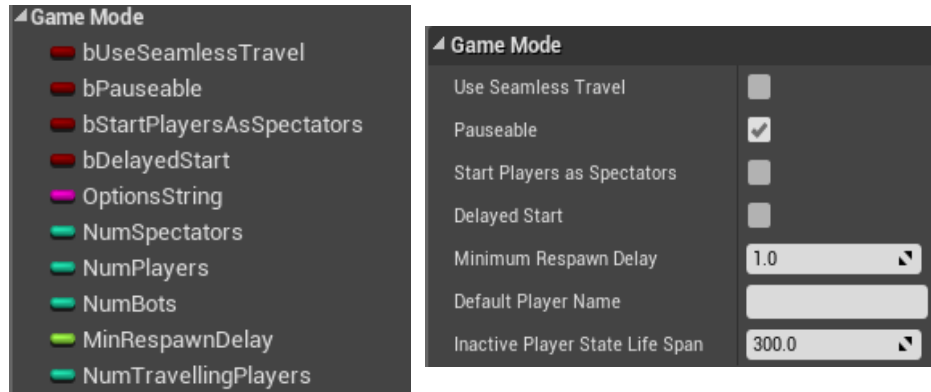 Game Mode
bUseSeamlessTravel
bPauseable
bStartPlayersAsSpectators
bDelayedStart
OptionsString
NumSpectators
NumPlayers
NumBots
MinRespawnDelay
NumTravellingPlayers
Game Mode
Use Seamless Travel
Pauseable
Start Players as Spectators
Delayed Start
Minimum Respawn Delay 1.0
Default Player Name
Inactive Player State Life Span 300.0